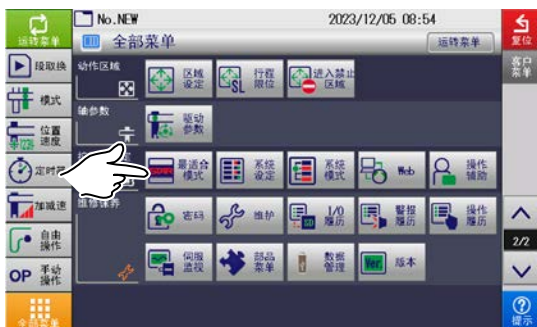 No.NEW
2023/12/05 08:54
运转菜单
全部菜单
运转菜单
复位
段取换
客户
菜单
模式
位置
速度
定时器
加减速
自由
操作
OP
手动
操作
全部菜单
动作区域
区域
设定
SL
行程
限位
进入禁止
区域
轴参数
驱动
参数
最适合
模式
系统
设定
系统
模式
Web
操作
辅助
维修保养
密码
维护
SD
I/O
履历
警报
履历
操作
履历
伺服
监视
部品
菜单
数据
管理
Ver.
版本
2/2
提示